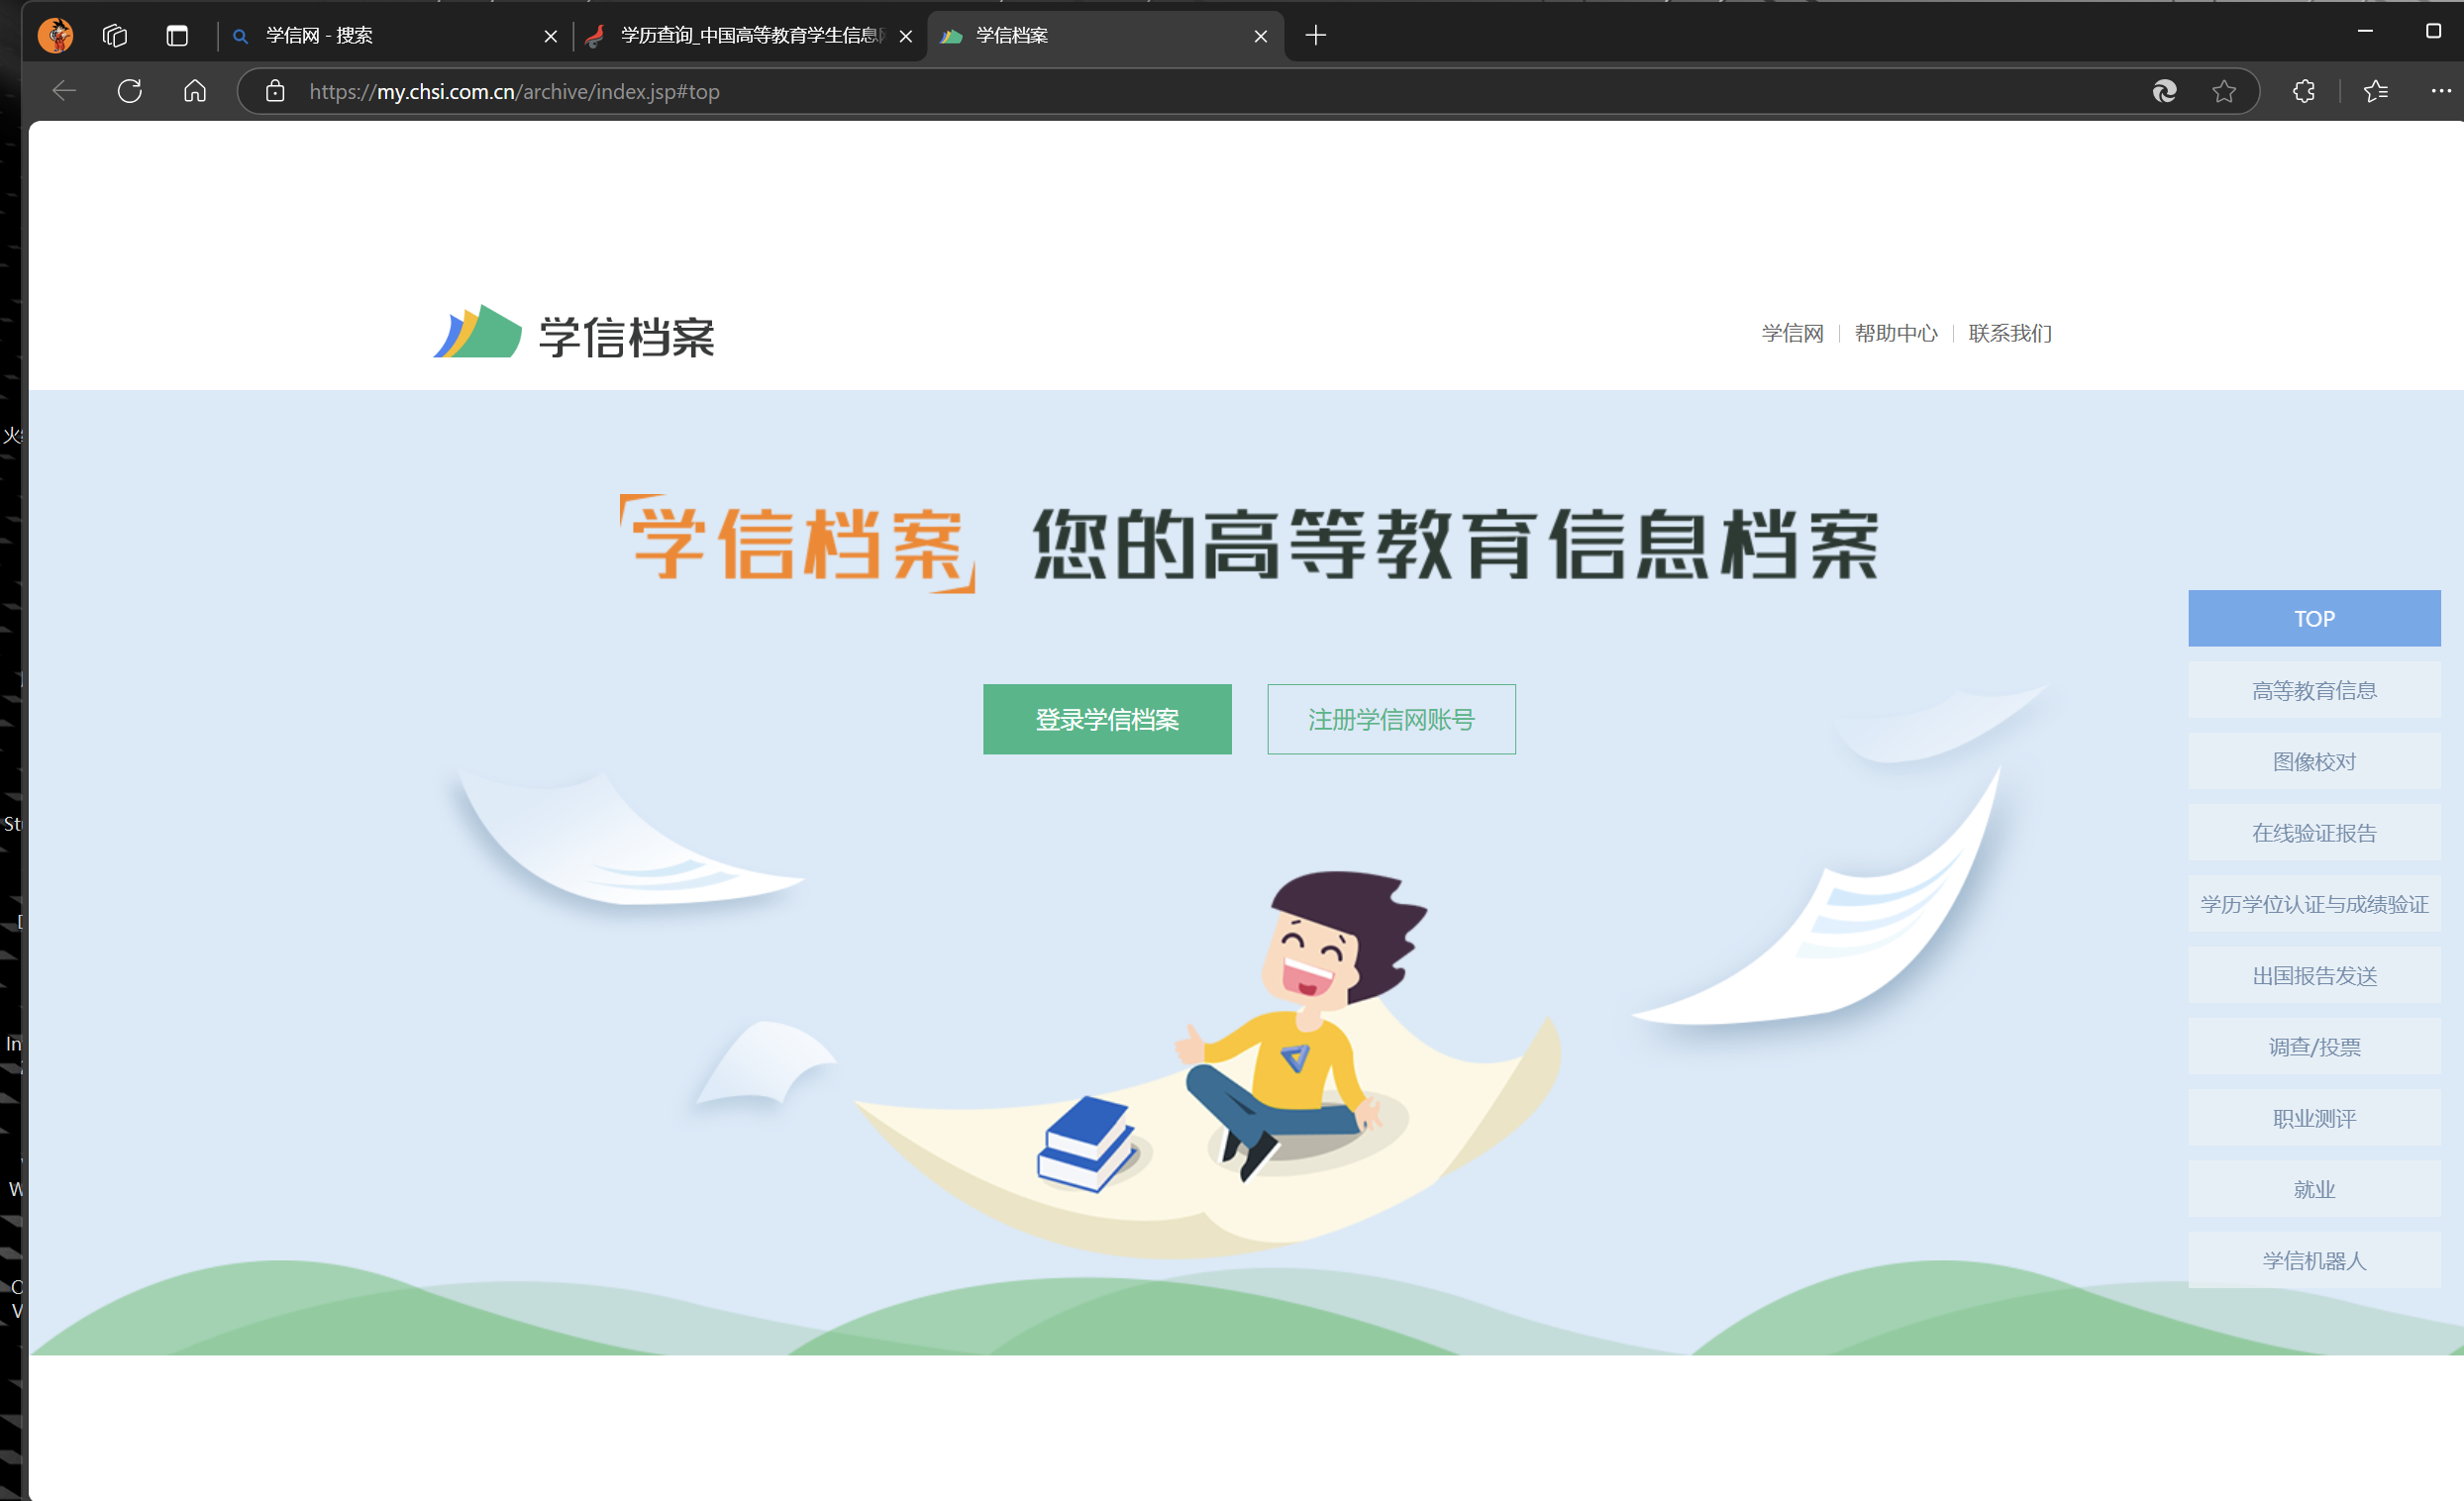 学信网 - 搜索
学历查询_中国高等教育学生信息
学信档案
https://my.chsi.com.cn/archive/index.jsp#top
学信档案
学信网
帮助中心
联系我们
学信档案 您的高等教育信息档案
登录学信档案
注册学信网账号
TOP
高等教育信息
图像校对
在线验证报告
学历学位认证与成绩验证
出国报告发送
调查/投票
职业测评
就业
学信机器人
火
St
In
W